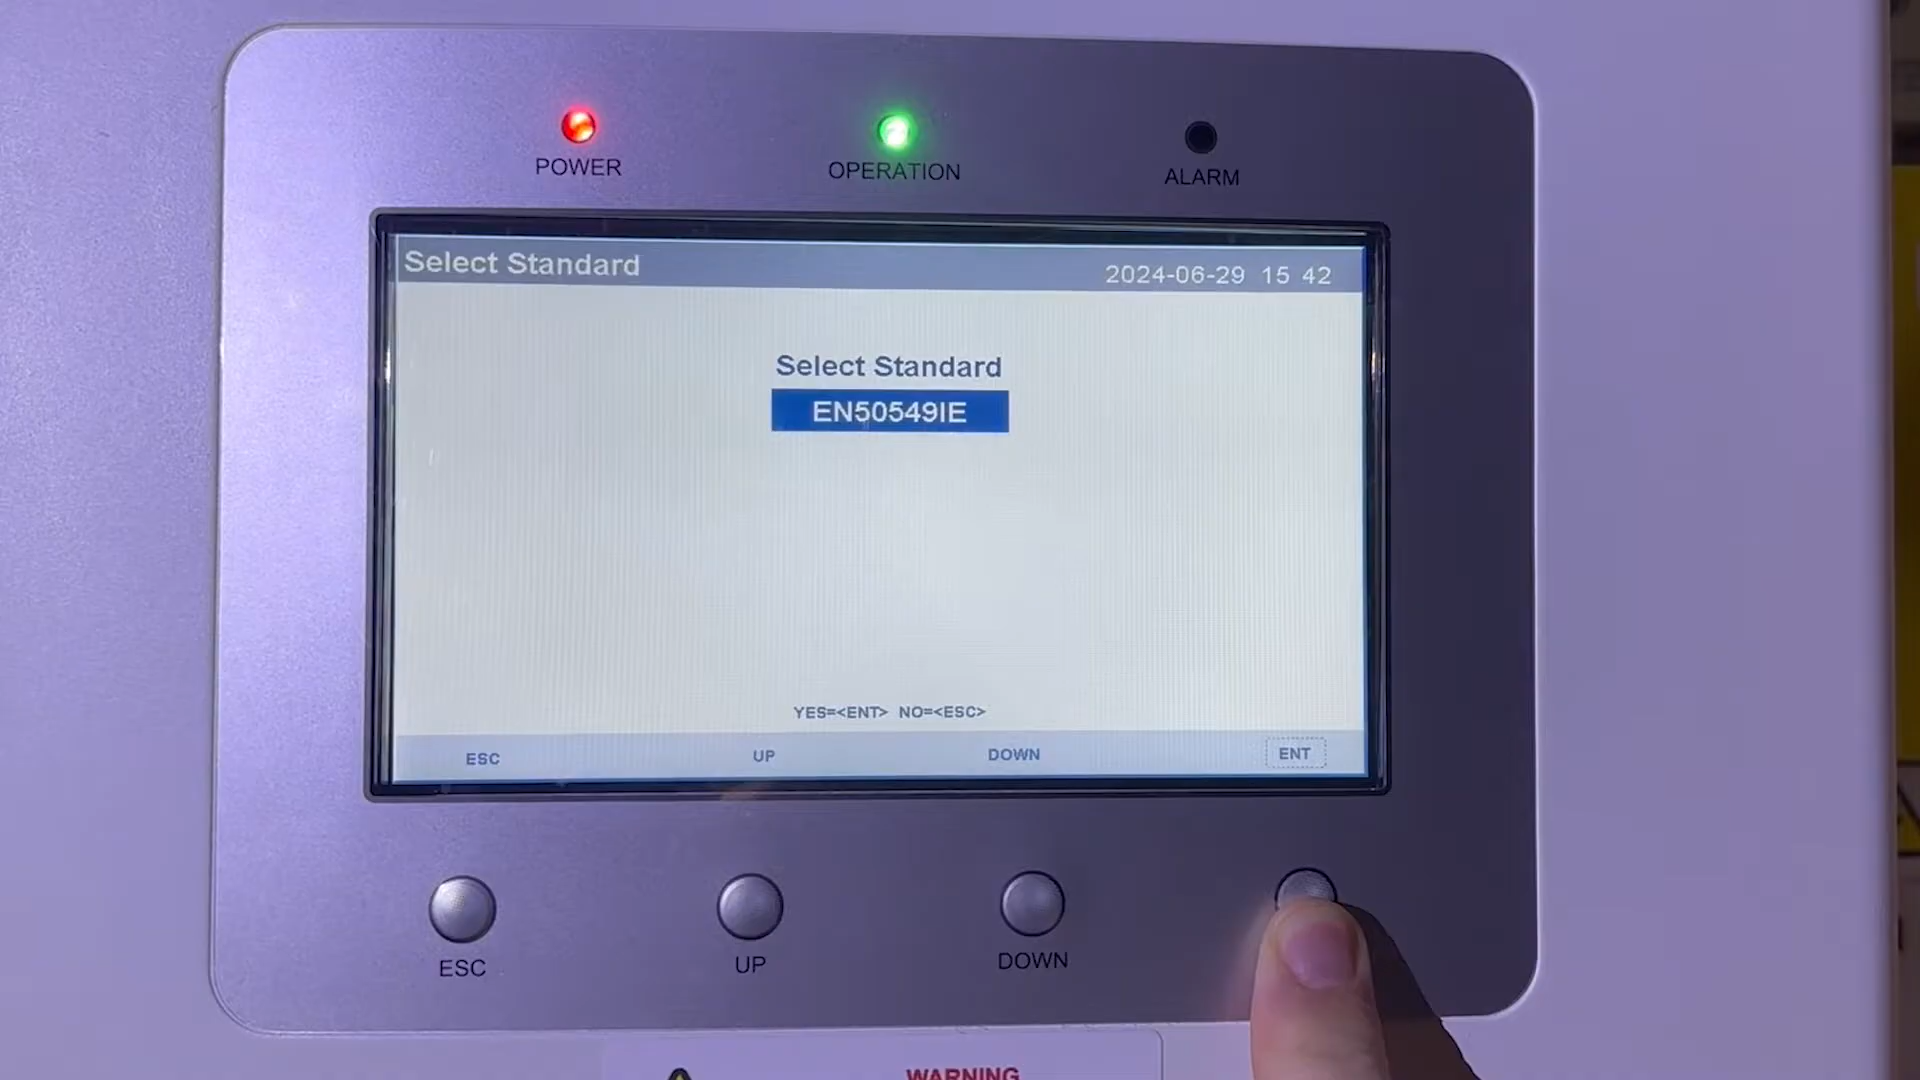 POWER
OPERATION
ALARM
Select Standard
2024-06-29 15 42
Select Standard
EN50549IE
YES=<ENT> NO=<ESC>
ESC
UP
DOWN
ENT
ESC
UP
DOWN
WARNING